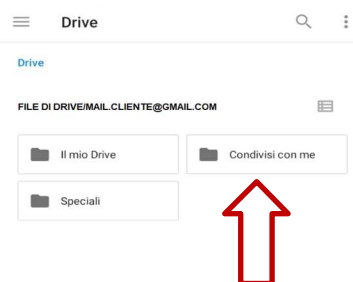 Drive
Drive
FILE DI DRIVE/MAIL.CLIENTE@GMAIL.COM
Il mio Drive
Condivisi con me
Speciali